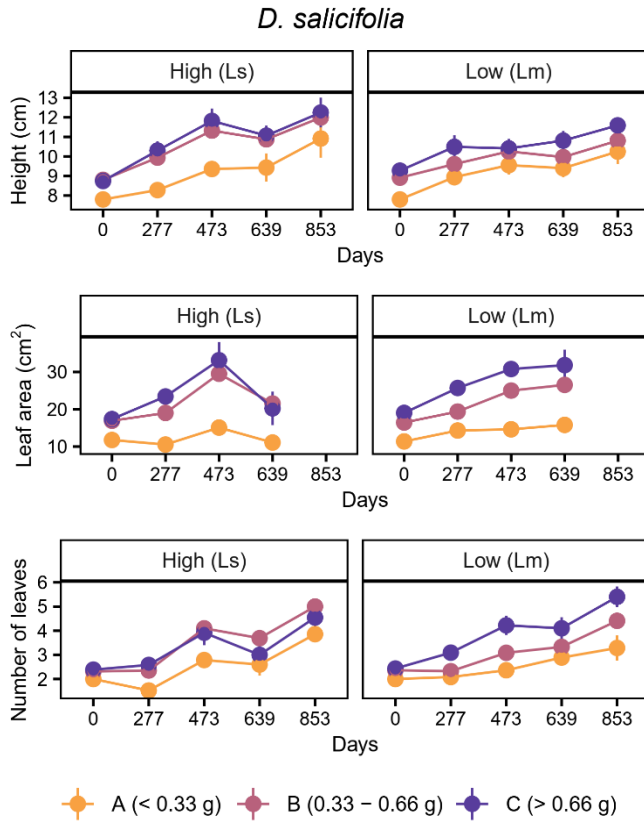 D. salicifolia
High (Ls) Low (Lm)
Height (cm)
13
12
11
10
9
8
0 277 473 639 853 0 277 473 639 853
Days Days
High (Ls) Low (Lm)
Leaf area (cm²)
30
20
10
0 277 473 639 853 0 277 473 639 853
Days Days
High (Ls) Low (Lm)
Number of leaves
6
5
4
3
2
0 277 473 639 853 0 277 473 639 853
Days Days
A (< 0.33 g) B (0.33 − 0.66 g) C (> 0.66 g)